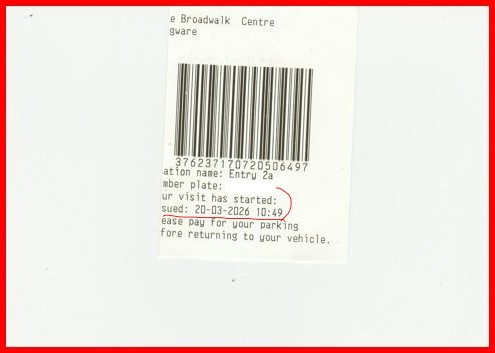 e Broadwalk Centre
gware
376237170720506497
ation name: Entry 2a
mber plate:
ur visit has started:
sued: 20-03-2026 10:49
ease pay for your parking
fore returning to your vehicle.